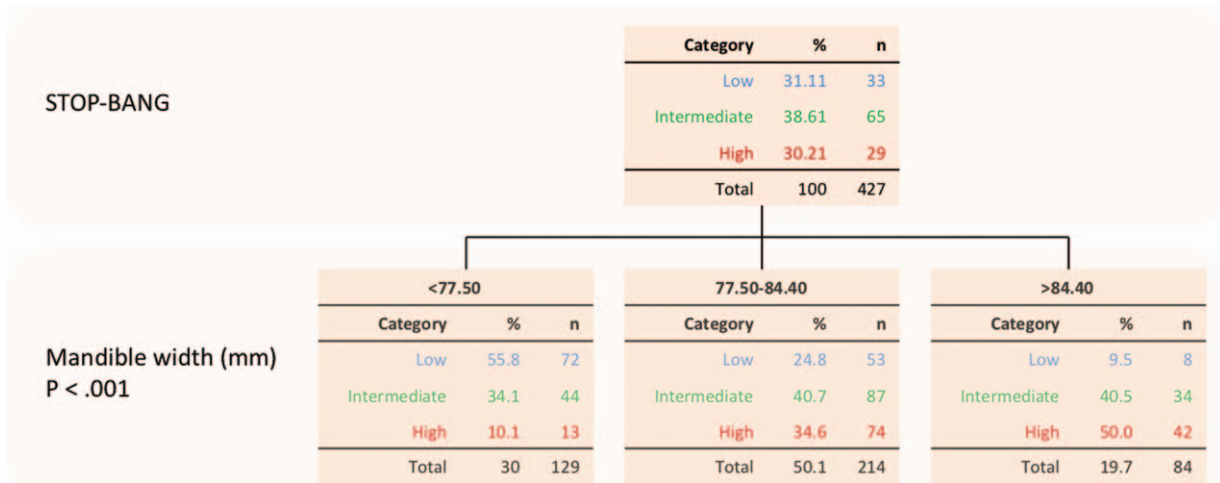 STOP-BANG
Category % n
Low 31.11 33
Intermediate 38.61 65
High 30.21 29
Total 100 427
Mandible width (mm)
P < .001
<77.50
Category % n
Low 55.8 72
Intermediate 34.1 44
High 10.1 13
Total 30 129
77.50-84.40
Category % n
Low 24.8 53
Intermediate 40.7 87
High 34.6 74
Total 50.1 214
>84.40
Category % n
Low 9.5 8
Intermediate 40.5 34
High 50.0 42
Total 19.7 84